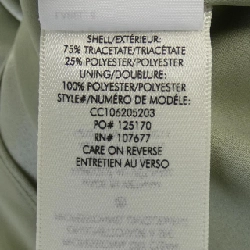 SHELL/EXTÉRIEUR:
75% TRIACETATE/TRIACÉTATE
25% POLYESTER/POLYESTER
LINING/DOUBLURE:
100% POLYESTER/POLYESTER
STYLE#/NUMÉRO DE MODÈLE:
CC106205203
PO# 125170
RN# 107677
CARE ON REVERSE
ENTRETIEN AU VERSO